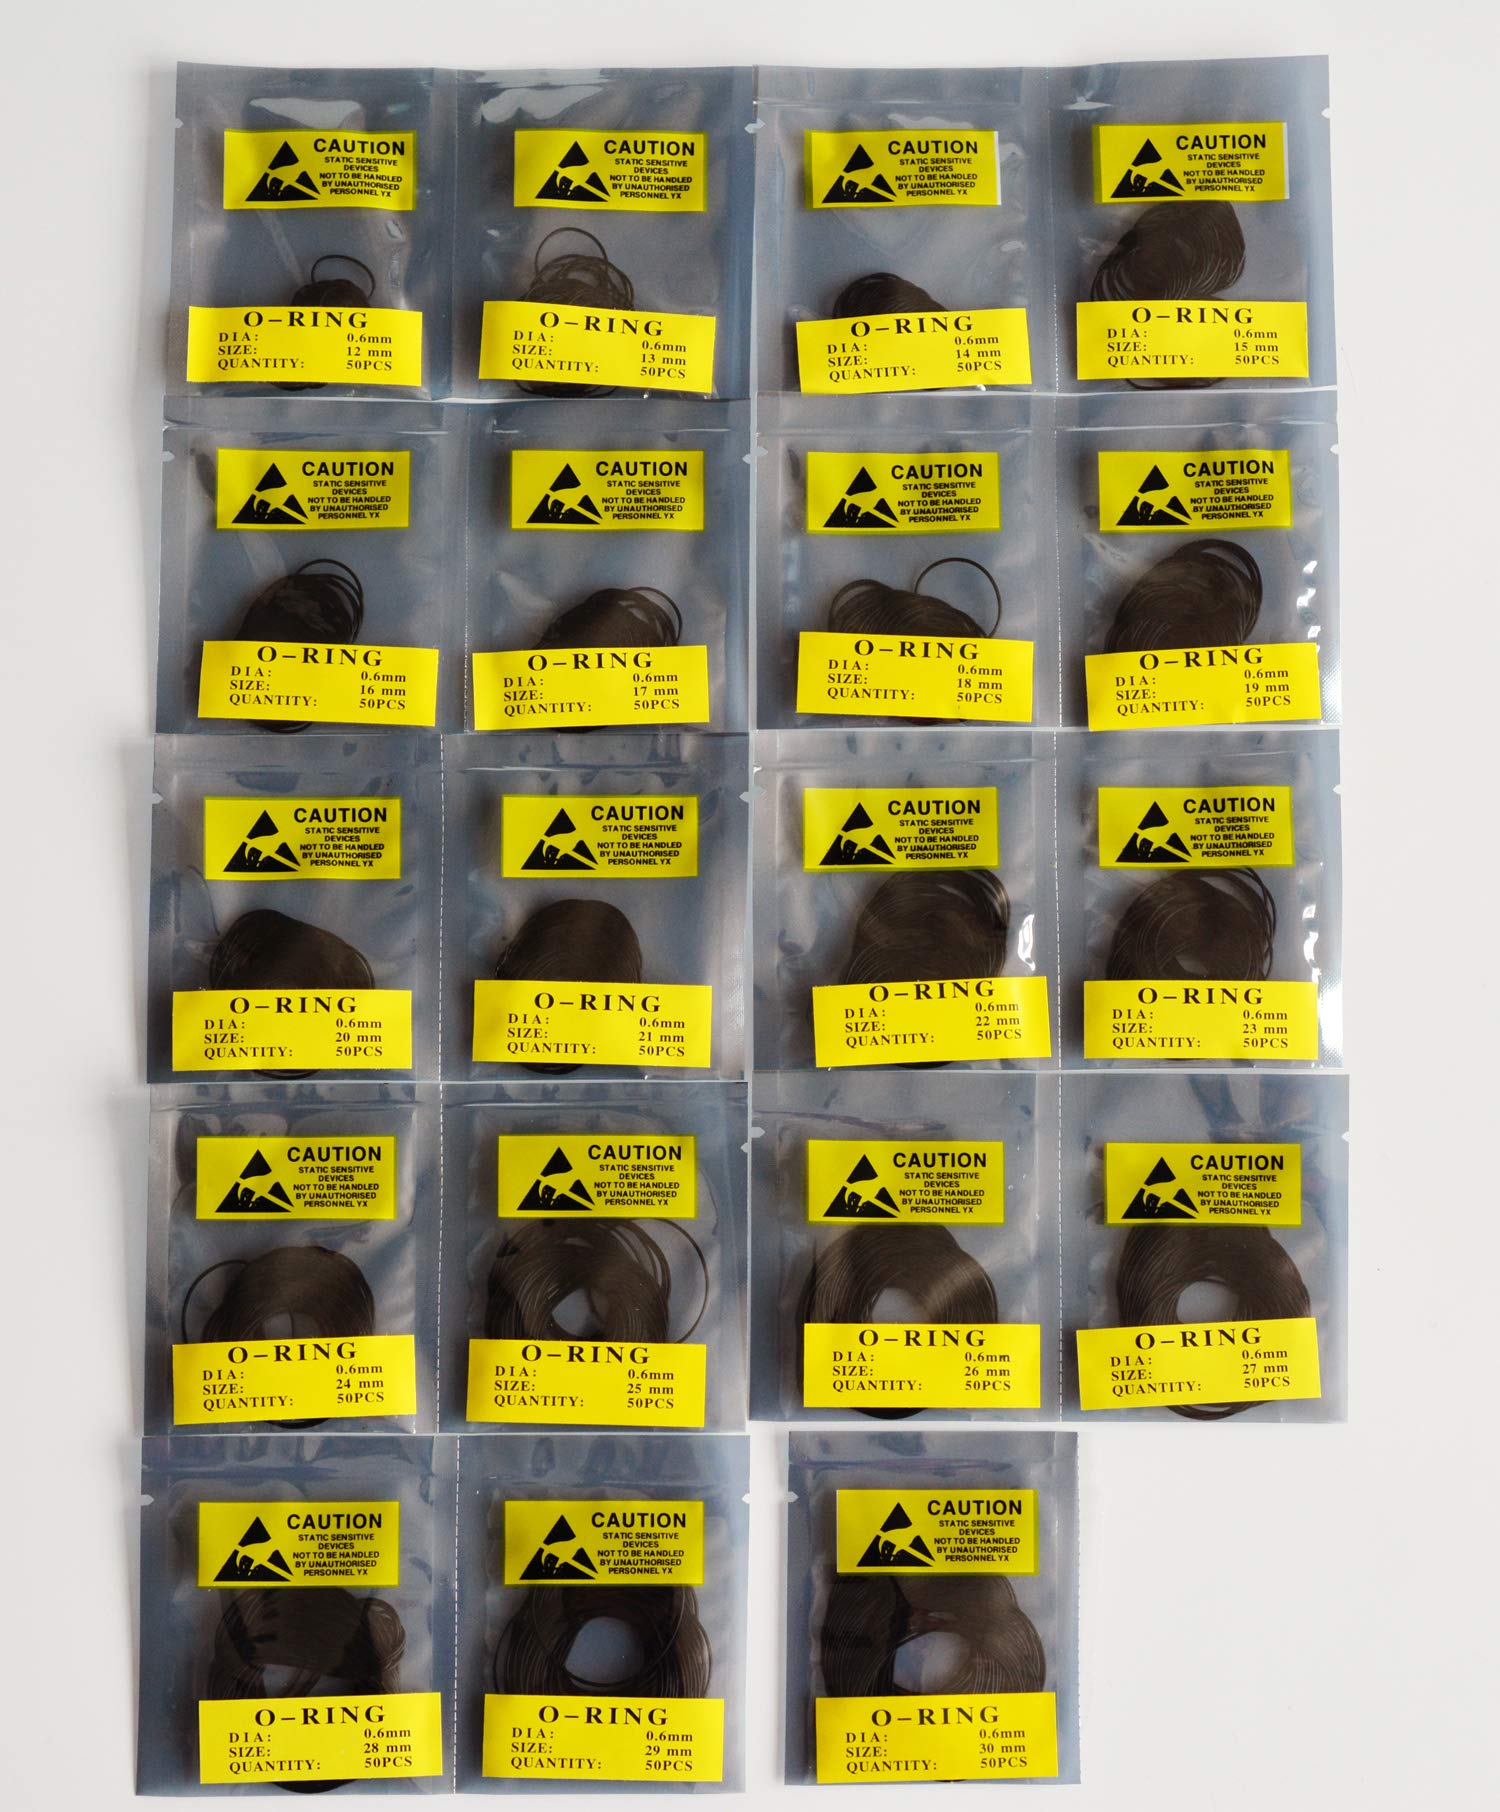 CAUTION
STATIC SENSITIVE
DEVICES
NOT TO BE HANDLED
BY UNAUTHORISED
PERSONNEL YX
O-RING
DIA: 0.6mm
SIZE: 12 mm
QUANTITY: 50PCS
CAUTION
STATIC SENSITIVE
DEVICES
NOT TO BE HANDLED
BY UNAUTHORISED
PERSONNEL YX
O-RING
DIA: 0.6mm
SIZE: 13 mm
QUANTITY: 50PCS
CAUTION
STATIC SENSITIVE
DEVICES
NOT TO BE HANDLED
BY UNAUTHORISED
PERSONNEL YX
O-RING
DIA: 0.6mm
SIZE: 14 mm
QUANTITY: 50PCS
CAUTION
STATIC SENSITIVE
DEVICES
NOT TO BE HANDLED
BY UNAUTHORISED
PERSONNEL YX
O-RING
DIA: 0.6mm
SIZE: 15 mm
QUANTITY: 50PCS
CAUTION
STATIC SENSITIVE
DEVICES
NOT TO BE HANDLED
BY UNAUTHORISED
PERSONNEL YX
O-RING
DIA: 0.6mm
SIZE: 16 mm
QUANTITY: 50PCS
CAUTION
STATIC SENSITIVE
DEVICES
NOT TO BE HANDLED
BY UNAUTHORISED
PERSONNEL YX
O-RING
DIA: 0.6mm
SIZE: 17 mm
QUANTITY: 50PCS
CAUTION
STATIC SENSITIVE
DEVICES
NOT TO BE HANDLED
BY UNAUTHORISED
PERSONNEL YX
O-RING
DIA: 0.6mm
SIZE: 18 mm
QUANTITY: 50PCS
CAUTION
STATIC SENSITIVE
DEVICES
NOT TO BE HANDLED
BY UNAUTHORISED
PERSONNEL YX
O-RING
DIA: 0.6mm
SIZE: 19 mm
QUANTITY: 50PCS
CAUTION
STATIC SENSITIVE
DEVICES
NOT TO BE HANDLED
BY UNAUTHORISED
PERSONNEL YX
O-RING
DIA: 0.6mm
SIZE: 20 mm
QUANTITY: 50PCS
CAUTION
STATIC SENSITIVE
DEVICES
NOT TO BE HANDLED
BY UNAUTHORISED
PERSONNEL YX
O-RING
DIA: 0.6mm
SIZE: 21 mm
QUANTITY: 50PCS
CAUTION
STATIC SENSITIVE
DEVICES
NOT TO BE HANDLED
BY UNAUTHORISED
PERSONNEL YX
O-RING
DIA: 0.6mm
SIZE: 22 mm
QUANTITY: 50PCS
CAUTION
STATIC SENSITIVE
DEVICES
NOT TO BE HANDLED
BY UNAUTHORISED
PERSONNEL YX
O-RING
DIA: 0.6mm
SIZE: 23 mm
QUANTITY: 50PCS
CAUTION
STATIC SENSITIVE
DEVICES
NOT TO BE HANDLED
BY UNAUTHORISED
PERSONNEL YX
O-RING
DIA: 0.6mm
SIZE: 24 mm
QUANTITY: 50PCS
CAUTION
STATIC SENSITIVE
DEVICES
NOT TO BE HANDLED
BY UNAUTHORISED
PERSONNEL YX
O-RING
DIA: 0.6mm
SIZE: 25 mm
QUANTITY: 50PCS
CAUTION
STATIC SENSITIVE
DEVICES
NOT TO BE HANDLED
BY UNAUTHORISED
PERSONNEL YX
O-RING
DIA: 0.6mm
SIZE: 26 mm
QUANTITY: 50PCS
CAUTION
STATIC SENSITIVE
DEVICES
NOT TO BE HANDLED
BY UNAUTHORISED
PERSONNEL YX
O-RING
DIA: 0.6mm
SIZE: 27 mm
QUANTITY: 50PCS
CAUTION
STATIC SENSITIVE
DEVICES
NOT TO BE HANDLED
BY UNAUTHORISED
PERSONNEL YX
O-RING
DIA: 0.6mm
SIZE: 28 mm
QUANTITY: 50PCS
CAUTION
STATIC SENSITIVE
DEVICES
NOT TO BE HANDLED
BY UNAUTHORISED
PERSONNEL YX
O-RING
DIA: 0.6mm
SIZE: 29 mm
QUANTITY: 50PCS
CAUTION
STATIC SENSITIVE
DEVICES
NOT TO BE HANDLED
BY UNAUTHORISED
PERSONNEL YX
O-RING
DIA: 0.6mm
SIZE: 30 mm
QUANTITY: 50PCS